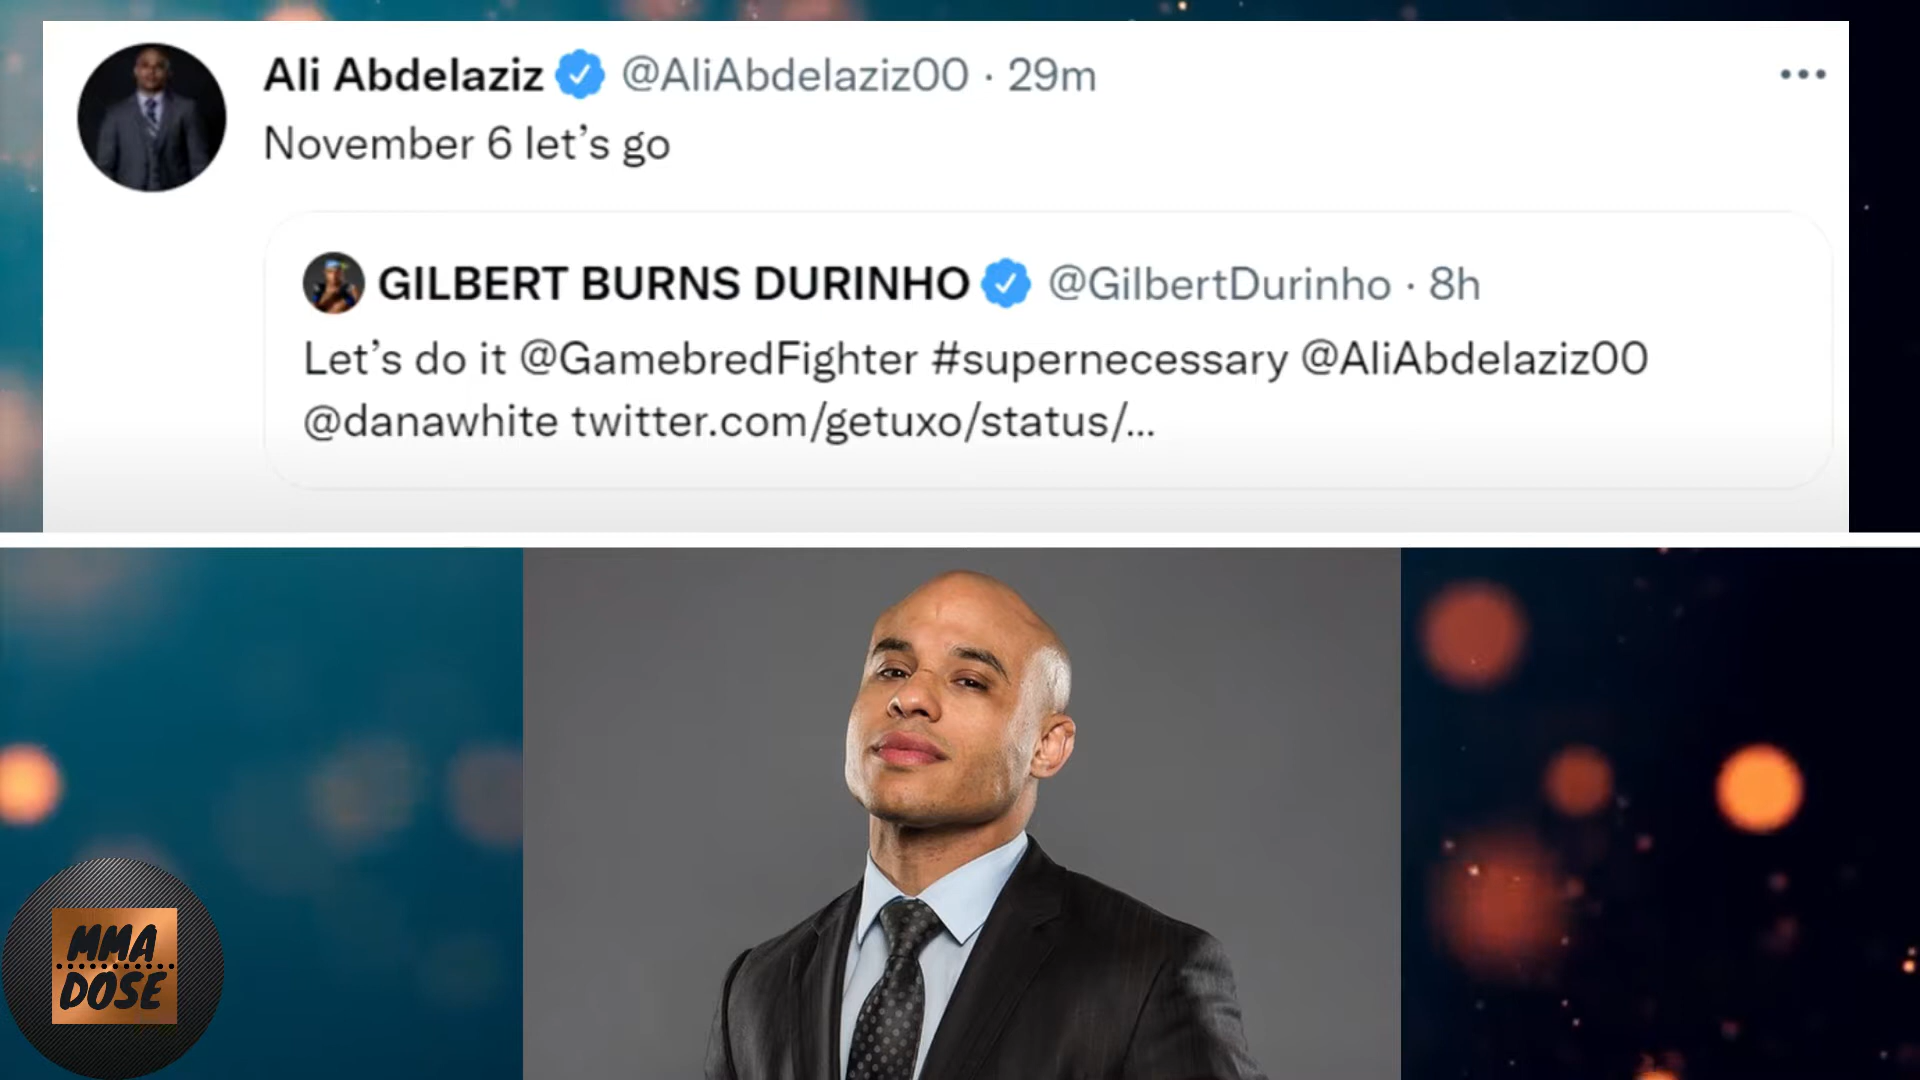 Ali Abdelaziz @AliAbdelaziz00 · 29m
November 6 let’s go
GILBERT BURNS DURINHO @GilbertDurinho · 8h
Let’s do it @GamebredFighter #supernecessary @AliAbdelaziz00
@danawhite twitter.com/getuxo/status/...
MMA
DOSE